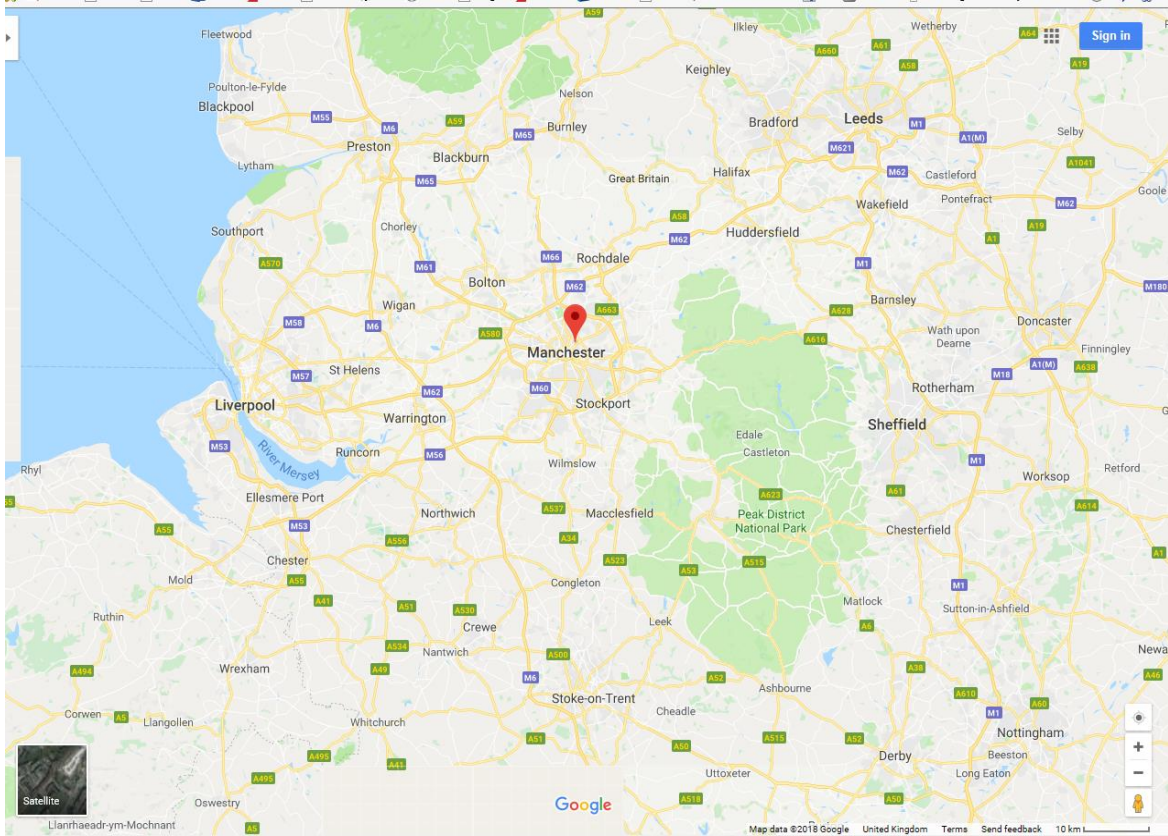 A59
Ilkley
Wetherby
A64
Sign in
Fleetwood
A660
A61
A58
A19
Keighley
Poulton-le-Fylde
Blackpool
Nelson
M55
M6
A59
M65
Burnley
Bradford
Leeds
M1
A1(M)
Selby
Preston
Blackburn
M621
Lytham
M65
Great Britain
Halifax
M62
Castleford
A1041
Pontefract
Goole
Wakefield
M62
Southport
Chorley
A58
M62
Huddersfield
A19
A1
A570
M61
M66
Rochdale
M1
Bolton
M62
M180
Wigan
A663
A628
Barnsley
M58
M6
A580
Wath upon
Dearne
Doncaster
A616
Manchester
Finningley
M57
St Helens
M60
M62
A1(M)
A638
M18
Rotherham
Liverpool
Warrington
Stockport
Sheffield
M53
River Mersey
Runcorn
M56
Edale
Castleton
Wilmslow
M1
Rhyl
Worksop
Retford
Ellesmere Port
A623
A61
Northwich
A537
Macclesfield
Peak District
National Park
A614
A55
M53
A34
Chesterfield
A556
Chester
A523
A515
A53
A1
Mold
A55
Congleton
M1
A41
A51
A530
Matlock
Sutton-in-Ashfield
Ruthin
Crewe
Leek
A6
A534
Nantwich
A500
A494
Wrexham
A49
M6
A52
A38
A46
Ashbourne
A610
A60
Stoke-on-Trent
Corwen
A5
Llangollen
Whitchurch
Cheadle
M1
Nottingham
A51
A50
A515
A52
A495
A41
Derby
Beeston
Long Eaton
A495
Uttoxeter
Satellite
Oswestry
Google
A518
A50
Llanrhaeadr-ym-Mochnant
A5
Map data ©2018 Google United Kingdom Terms Send feedback 10 km